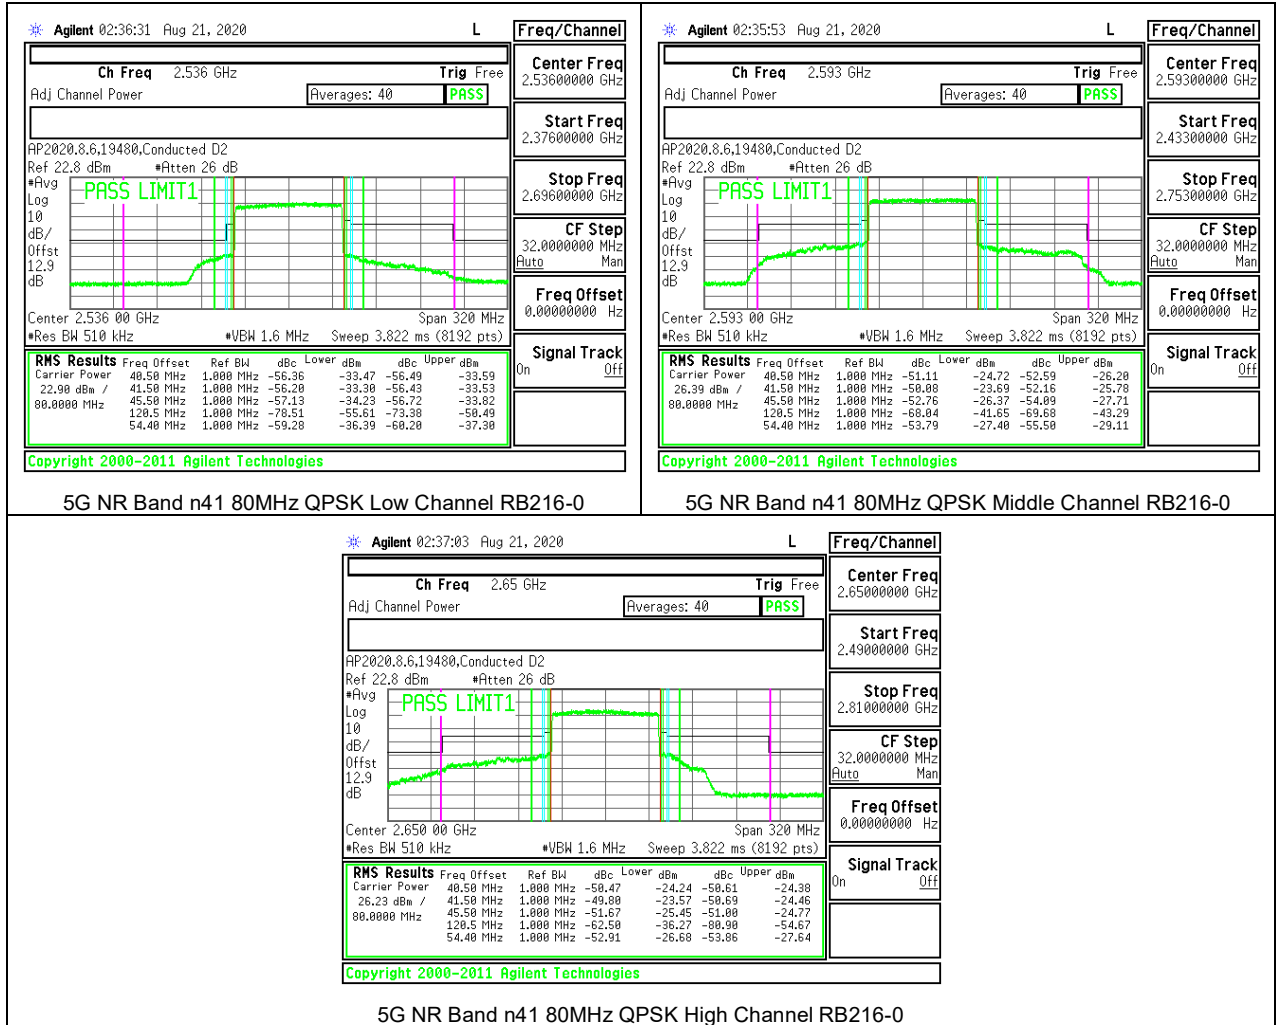 Agilent 02:36:31 Aug 21, 2020 L
Freq/Channel
Ch Freq 2.536 GHz Trig Free
Adj Channel Power Averages: 40 PASS
AP2020.8.6,19480,Conducted D2
Ref 22.8 dBm #Atten 26 dB
#Avg
Log
10
dB/
Offst
12.9
dB
PASS LIMIT1
Center 2.536 00 GHz Span 320 MHz
#Res BW 510 kHz #VBW 1.6 MHz Sweep 3.822 ms (8192 pts)
RMS Results Freq Offset Ref BW dBc Lower dBm dBc Upper dBm
Carrier Power 40.50 MHz 1.000 MHz -56.36 -33.47 -56.49 -33.59
22.90 dBm / 41.50 MHz 1.000 MHz -56.20 -33.30 -56.43 -33.53
80.0000 MHz 45.50 MHz 1.000 MHz -57.13 -34.23 -56.72 -33.82
120.5 MHz 1.000 MHz -78.51 -55.61 -73.38 -50.49
54.40 MHz 1.000 MHz -59.28 -36.39 -60.20 -37.30
Copyright 2000-2011 Agilent Technologies
Center Freq
2.53600000 GHz
Start Freq
2.37600000 GHz
Stop Freq
2.69600000 GHz
CF Step
32.0000000 MHz
Auto Man
Freq Offset
0.00000000 Hz
Signal Track
On Off
5G NR Band n41 80MHz QPSK Low Channel RB216-0
Agilent 02:35:53 Aug 21, 2020 L
Freq/Channel
Ch Freq 2.593 GHz Trig Free
Adj Channel Power Averages: 40 PASS
AP2020.8.6,19480,Conducted D2
Ref 22.8 dBm #Atten 26 dB
#Avg
Log
10
dB/
Offst
12.9
dB
PASS LIMIT1
Center 2.593 00 GHz Span 320 MHz
#Res BW 510 kHz #VBW 1.6 MHz Sweep 3.822 ms (8192 pts)
RMS Results Freq Offset Ref BW dBc Lower dBm dBc Upper dBm
Carrier Power 40.50 MHz 1.000 MHz -51.11 -24.72 -52.59 -26.20
26.39 dBm / 41.50 MHz 1.000 MHz -50.08 -23.69 -52.16 -25.78
80.0000 MHz 45.50 MHz 1.000 MHz -52.76 -26.37 -54.09 -27.71
120.5 MHz 1.000 MHz -68.04 -41.65 -69.68 -43.29
54.40 MHz 1.000 MHz -53.79 -27.40 -55.50 -29.11
Copyright 2000-2011 Agilent Technologies
Center Freq
2.59300000 GHz
Start Freq
2.43300000 GHz
Stop Freq
2.75300000 GHz
CF Step
32.0000000 MHz
Auto Man
Freq Offset
0.00000000 Hz
Signal Track
On Off
5G NR Band n41 80MHz QPSK Middle Channel RB216-0
Agilent 02:37:03 Aug 21, 2020 L
Freq/Channel
Ch Freq 2.65 GHz Trig Free
Adj Channel Power Averages: 40 PASS
AP2020.8.6,19480,Conducted D2
Ref 22.8 dBm #Atten 26 dB
#Avg
Log
10
dB/
Offst
12.9
dB
PASS LIMIT1
Center 2.650 00 GHz Span 320 MHz
#Res BW 510 kHz #VBW 1.6 MHz Sweep 3.822 ms (8192 pts)
RMS Results Freq Offset Ref BW dBc Lower dBm dBc Upper dBm
Carrier Power 40.50 MHz 1.000 MHz -50.47 -24.24 -50.61 -24.38
26.23 dBm / 41.50 MHz 1.000 MHz -49.80 -23.57 -50.69 -24.46
80.0000 MHz 45.50 MHz 1.000 MHz -51.67 -25.45 -51.00 -24.77
120.5 MHz 1.000 MHz -62.50 -36.27 -80.90 -54.67
54.40 MHz 1.000 MHz -52.91 -26.68 -53.86 -27.64
Copyright 2000-2011 Agilent Technologies
Center Freq
2.65000000 GHz
Start Freq
2.49000000 GHz
Stop Freq
2.81000000 GHz
CF Step
32.0000000 MHz
Auto Man
Freq Offset
0.00000000 Hz
Signal Track
On Off
5G NR Band n41 80MHz QPSK High Channel RB216-0